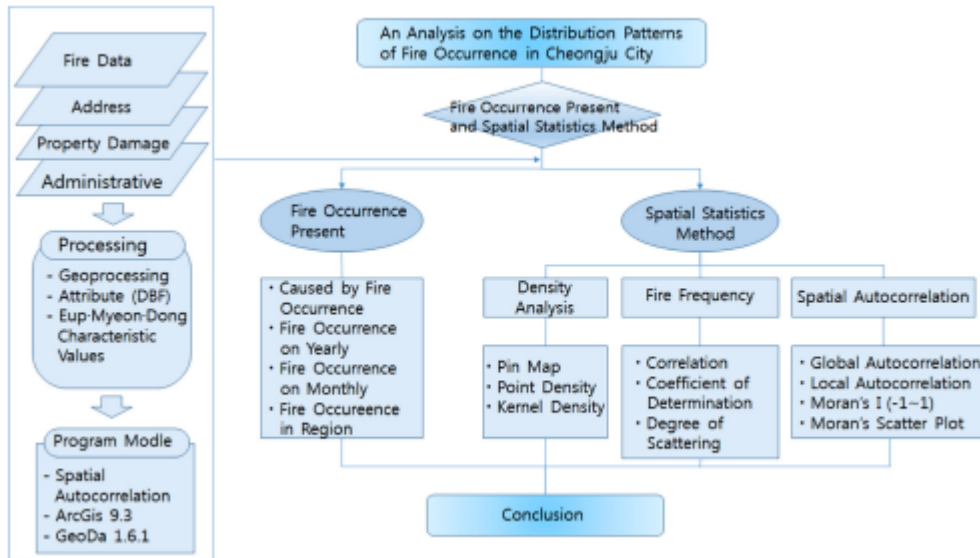 Fire Data
Address
Property Damage
Administrative
Processing
- Geoprocessing
- Attribute (DBF)
- Eup·Myeon·Dong
Characteristic
Values
Program Modle
- Spatial
Autocorrelation
- ArcGis 9.3
- GeoDa 1.6.1
An Analysis on the Distribution Patterns
of Fire Occurrence in Cheongju City
Fire Occurrence Present
and Spatial Statistics Method
Fire Occurrence
Present
• Caused by Fire
Occurrence
• Fire Occurrence
on Yearly
• Fire Occurrence
on Monthly
• Fire Occureence
in Region
Spatial Statistics
Method
Density
Analysis
• Pin Map
• Point Density
• Kernel Density
Fire Frequency
• Correlation
• Coefficient of
Determination
• Degree of
Scattering
Spatial Autocorrelation
• Global Autocorrelation
• Local Autocorrelation
• Moran's I (-1~1)
• Moran's Scatter Plot
Conclusion